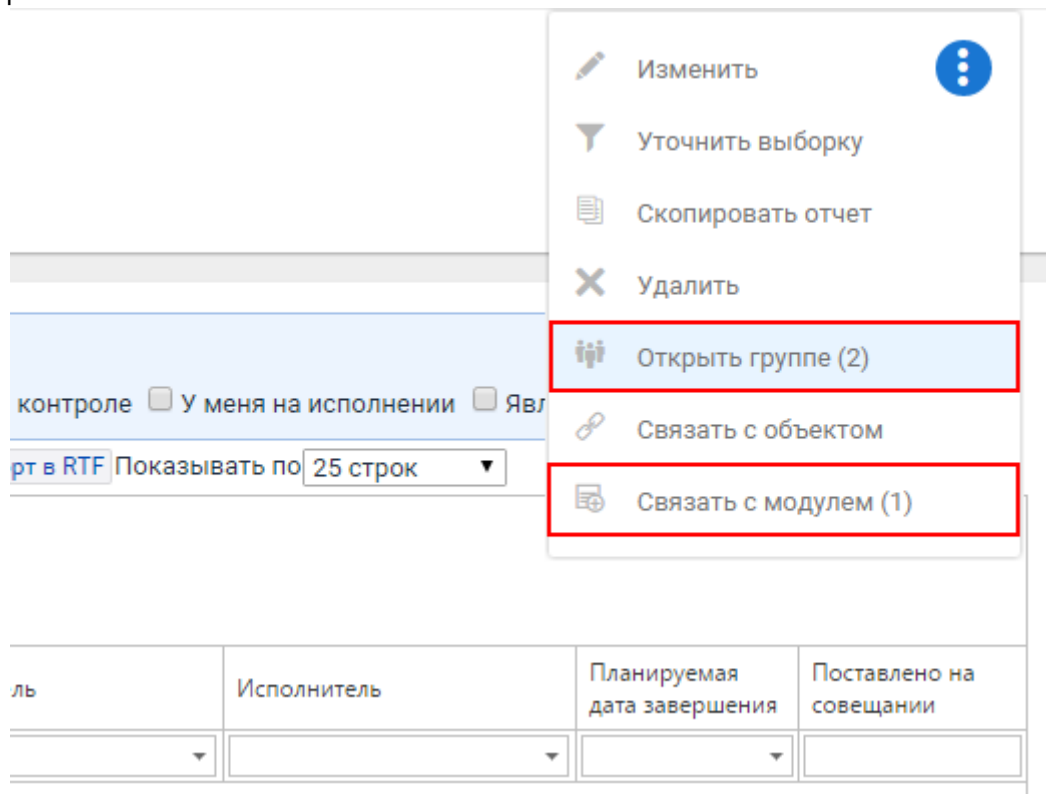 Изменить
Уточнить выборку
Скопировать отчет
Удалить
Открыть группе (2)
Связать с объектом
Связать с модулем (1)
контроле У меня на исполнении
в RTF Показывать по 25 строк
Исполнитель
Планируемая
дата завершения
Поставлено на
совещании